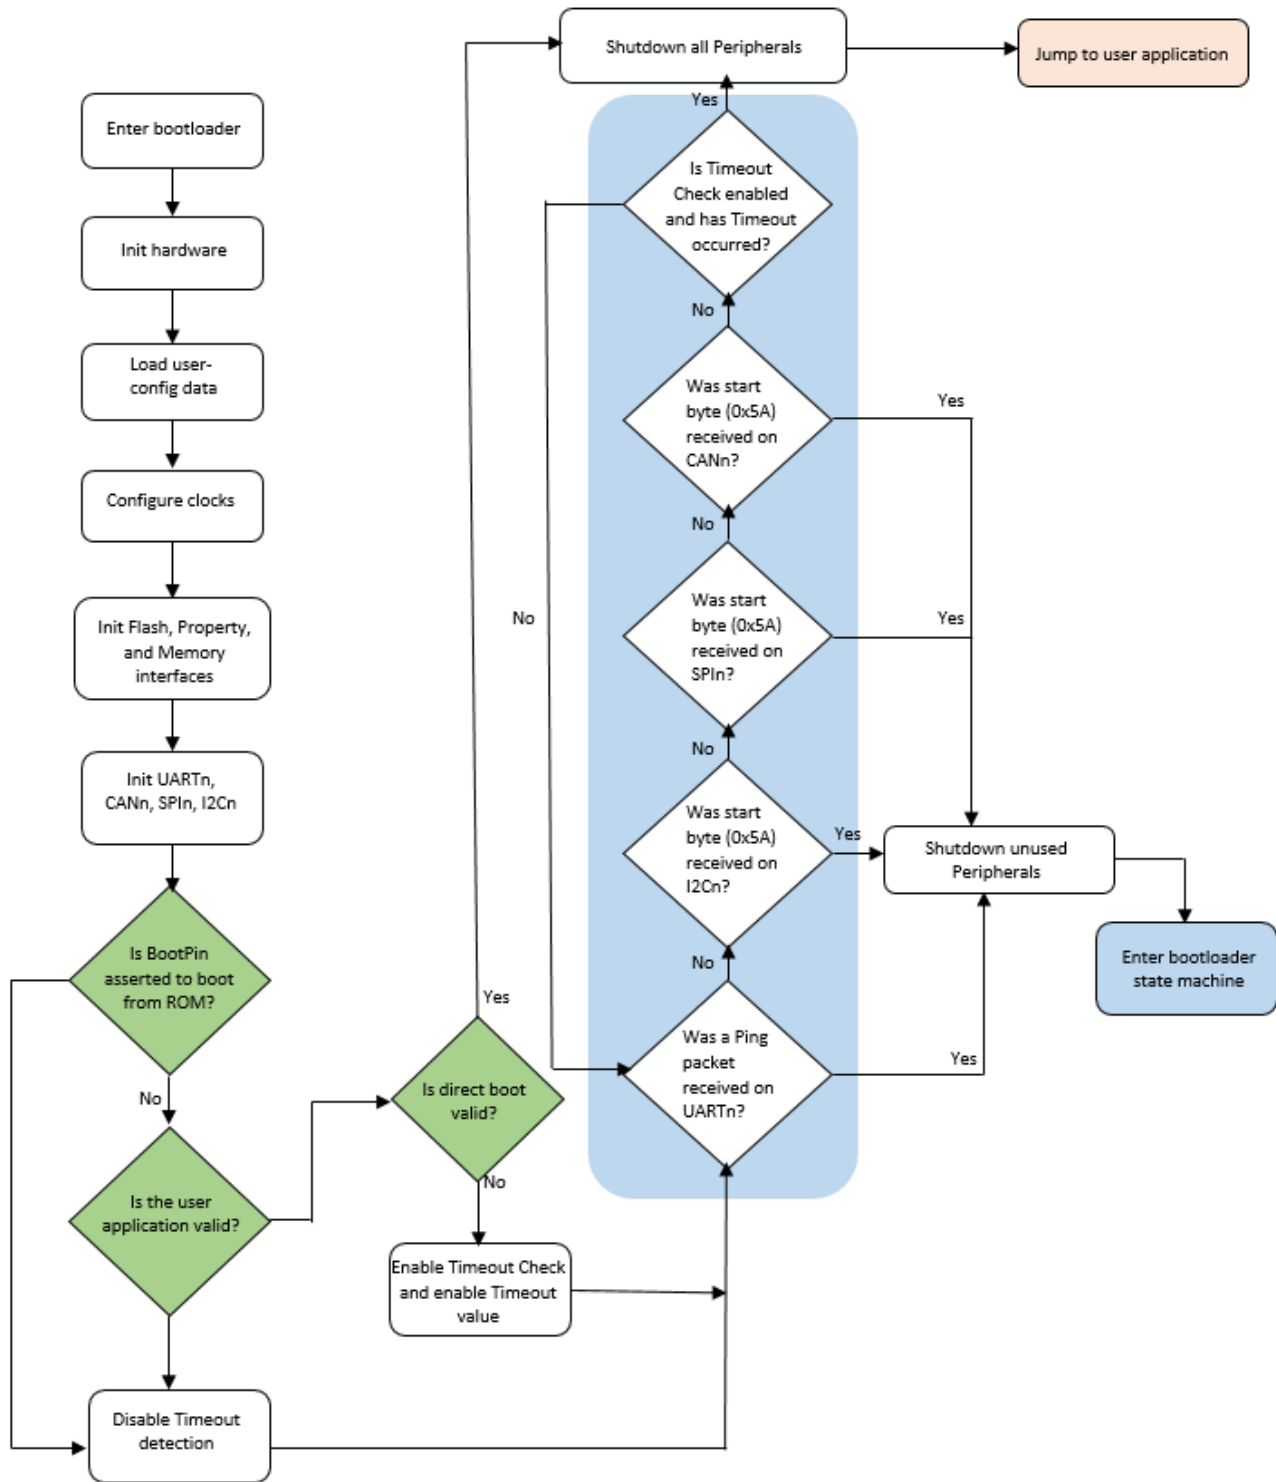 Enter bootloader
Init hardware
Load user-
config data
Configure clocks
Init Flash, Property,
and Memory
interfaces
Init UARTn,
CANn, SPIn, I2Cn
Is BootPin
asserted to boot
from ROM?
No
Is the user
application valid?
Disable Timeout
detection
Yes
Is direct boot
valid?
No
Enable Timeout Check
and enable Timeout
value
Shutdown all Peripherals
Jump to user application
Yes
Is Timeout
Check enabled
and has Timeout
occurred?
No
No
Was start
byte (0x5A)
received on
CANn?
Yes
No
Was start
byte (0x5A)
received on
SPIn?
Yes
No
Was start
byte (0x5A)
received on
I2Cn?
Yes
No
Was a Ping
packet
received on
UARTn?
Yes
Shutdown unused
Peripherals
Enter bootloader
state machine